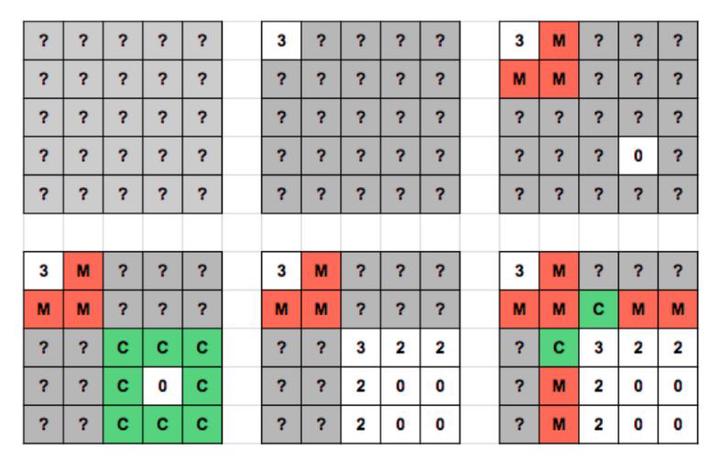 ? ? ? ? ? 3 ? ? ? ? 3 M ? ? ?
? ? ? ? ? ? ? ? ? ? M M ? ? ?
? ? ? ? ? ? ? ? ? ? ? ? ? ? ?
? ? ? ? ? ? ? ? ? ? ? ? ? 0 ?
? ? ? ? ? ? ? ? ? ? ? ? ? ? ?
3 M ? ? ? 3 M ? ? ? 3 M ? ? ?
M M ? ? ? M M ? ? ? M M C M M
? ? C C C ? ? 3 2 2 ? C 3 2 2
? ? C 0 C ? ? 2 0 0 ? M 2 0 0
? ? C C C ? ? 2 0 0 ? M 2 0 0